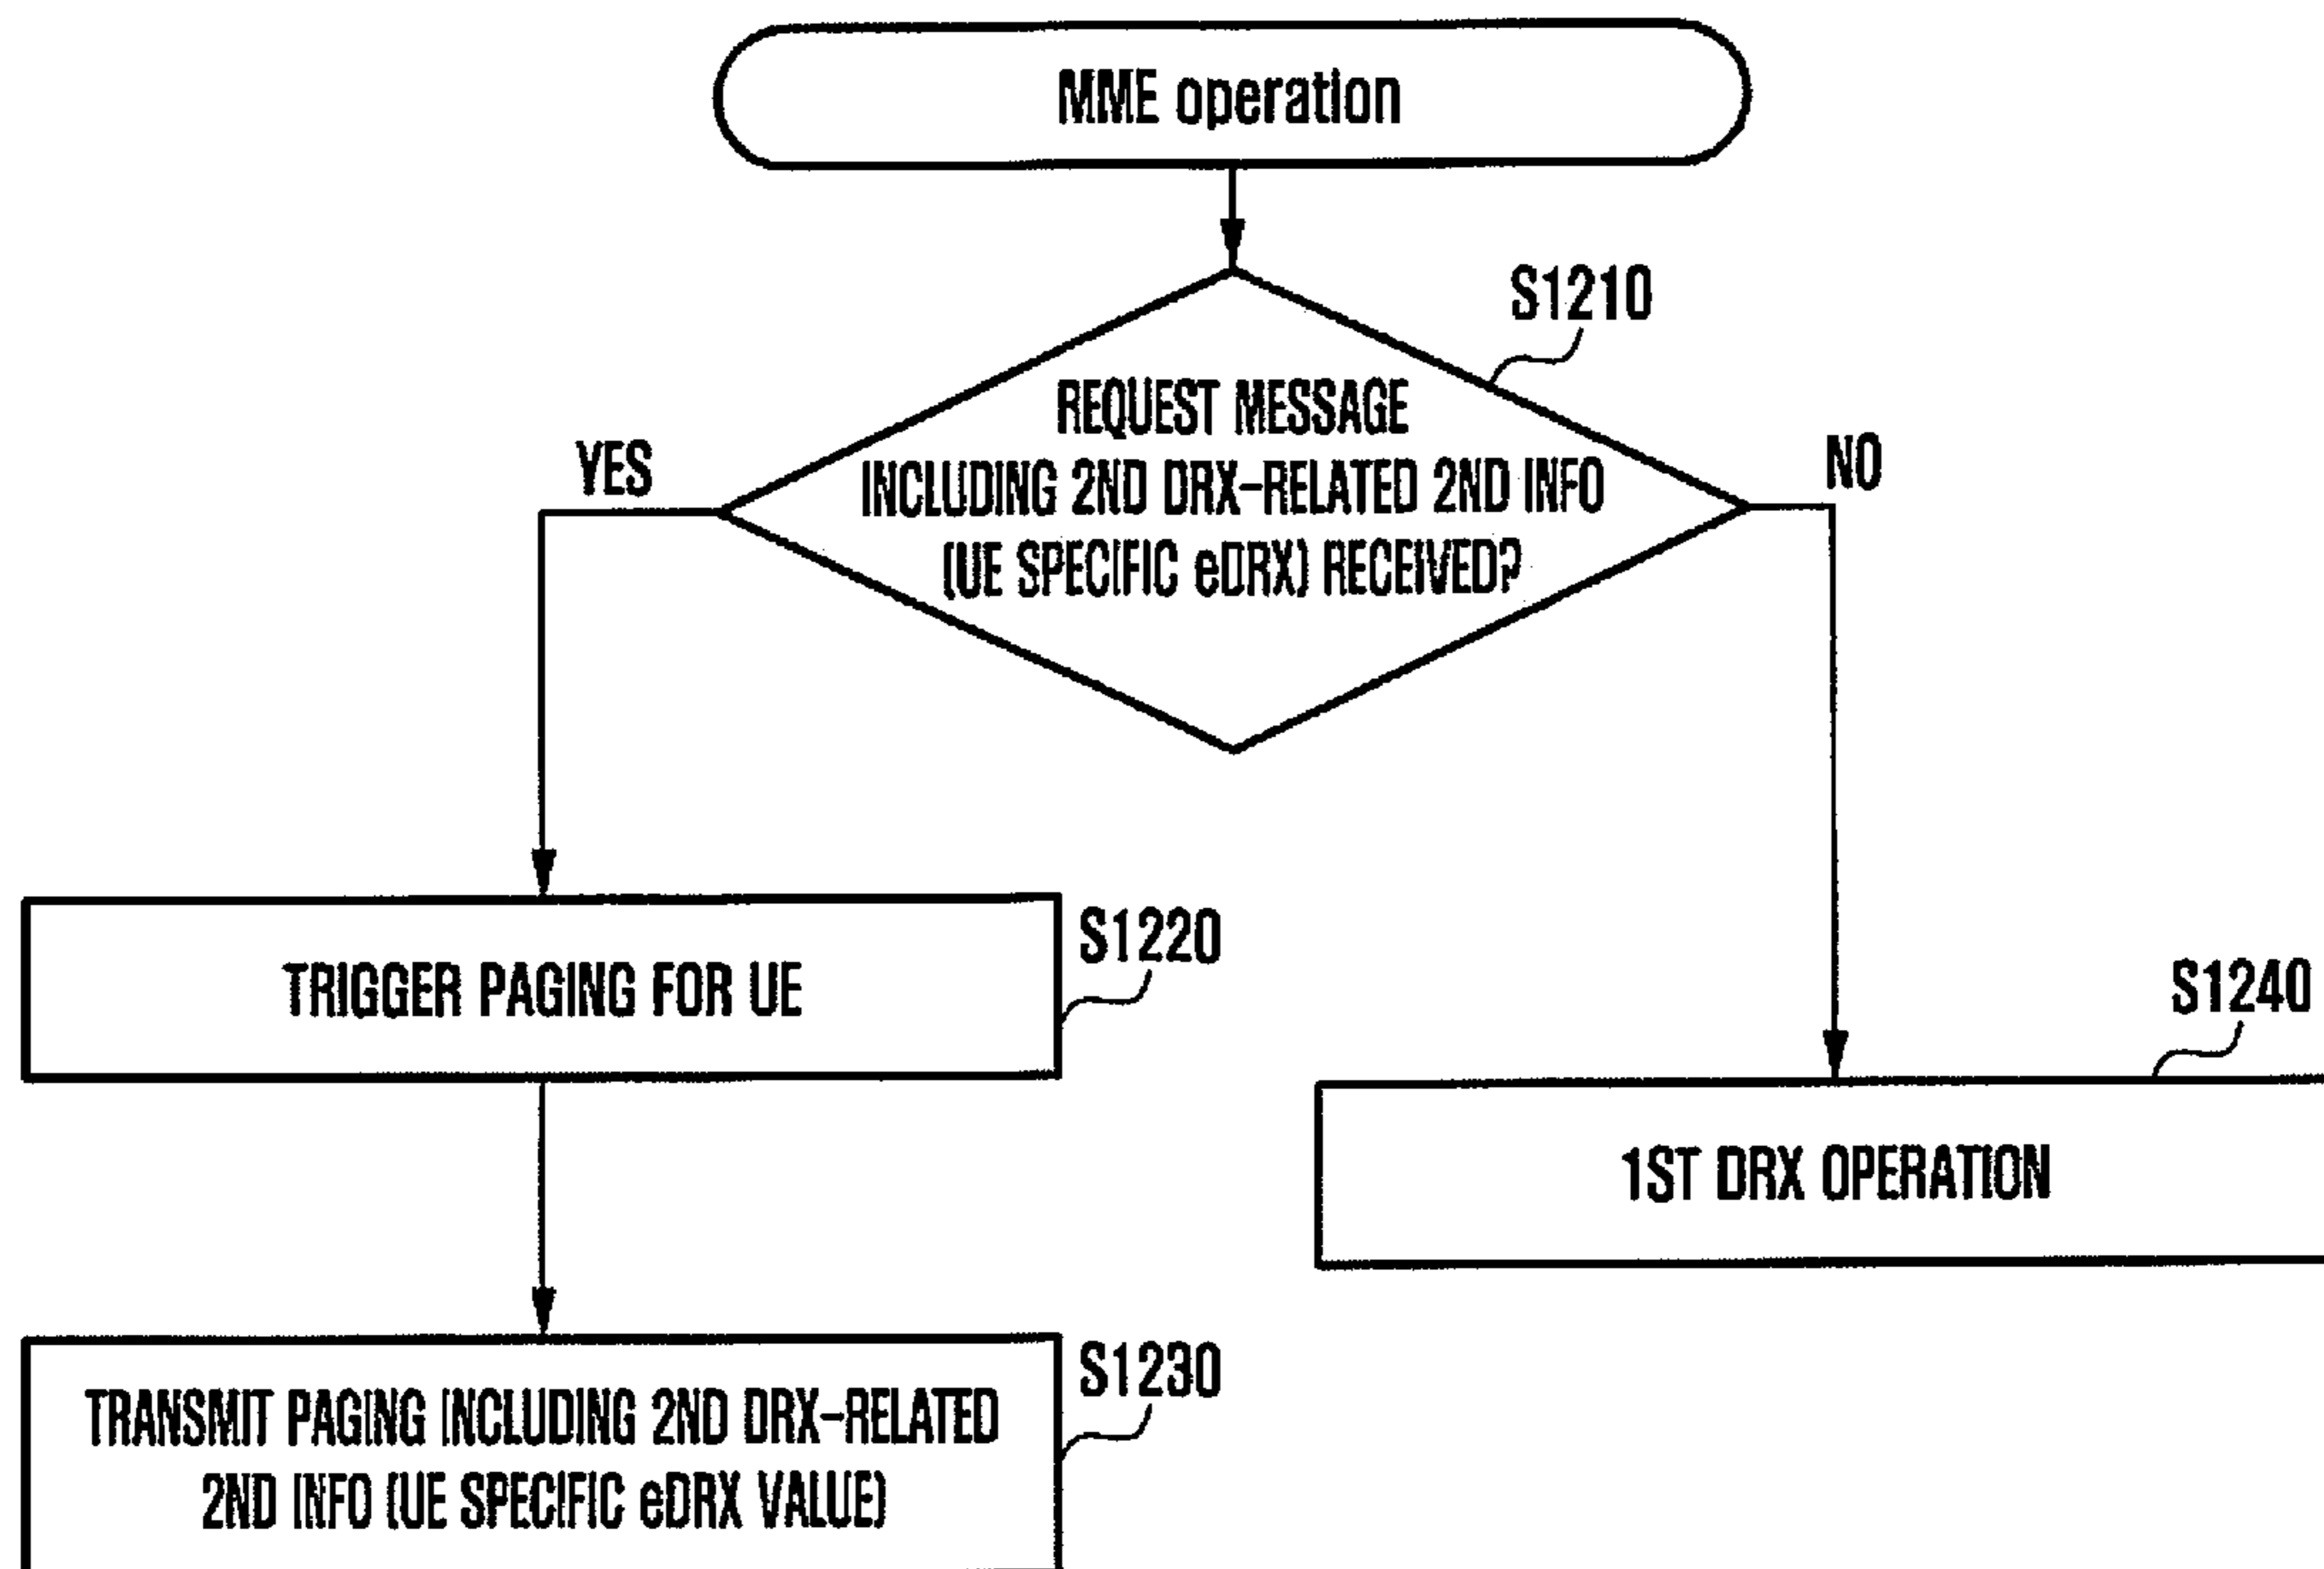 MME operation
S1210
REQUEST MESSAGE
INCLUDING 2ND DRX-RELATED 2ND INFO
(UE SPECIFIC eDRX) RECEIVED?
YES
NO
TRIGGER PAGING FOR UE
S1220
S1240
1ST DRX OPERATION
S1230
TRANSMIT PAGING INCLUDING 2ND DRX-RELATED
2ND INFO (UE SPECIFIC eDRX VALUE)